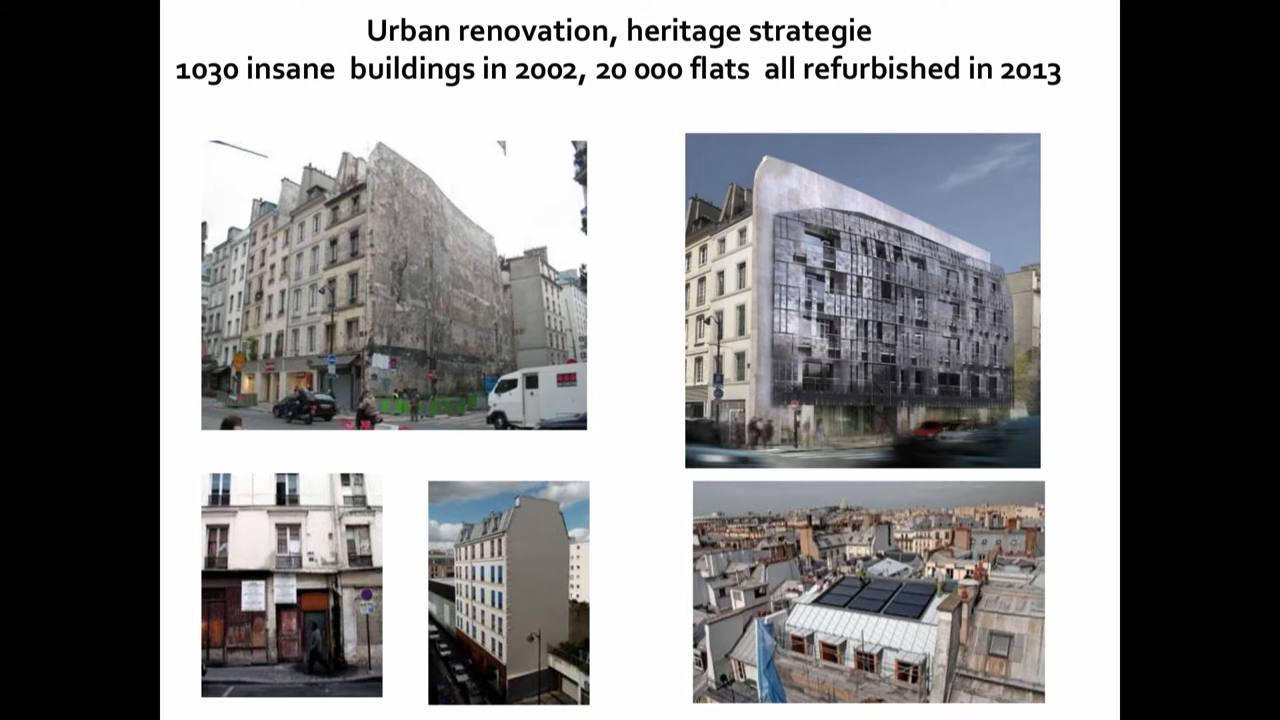 Urban renovation, heritage strategie
1030 insane buildings in 2002, 20 000 flats all refurbished in 2013